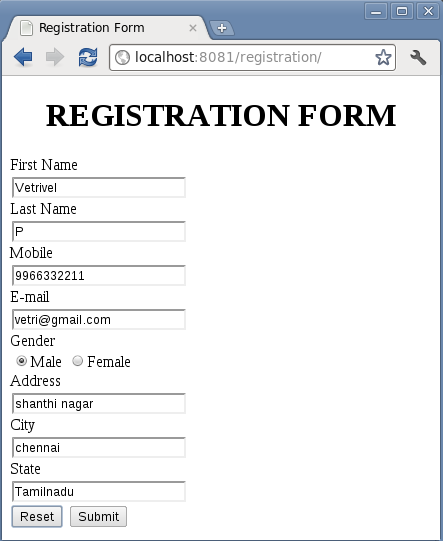 Registration Form
localhost:8081/registration/
REGISTRATION FORM
First Name
Vetrivel
Last Name
P
Mobile
9966332211
E-mail
vetri@gmail.com
Gender
Male Female
Address
shanthi nagar
City
chennai
State
Tamilnadu
Reset Submit